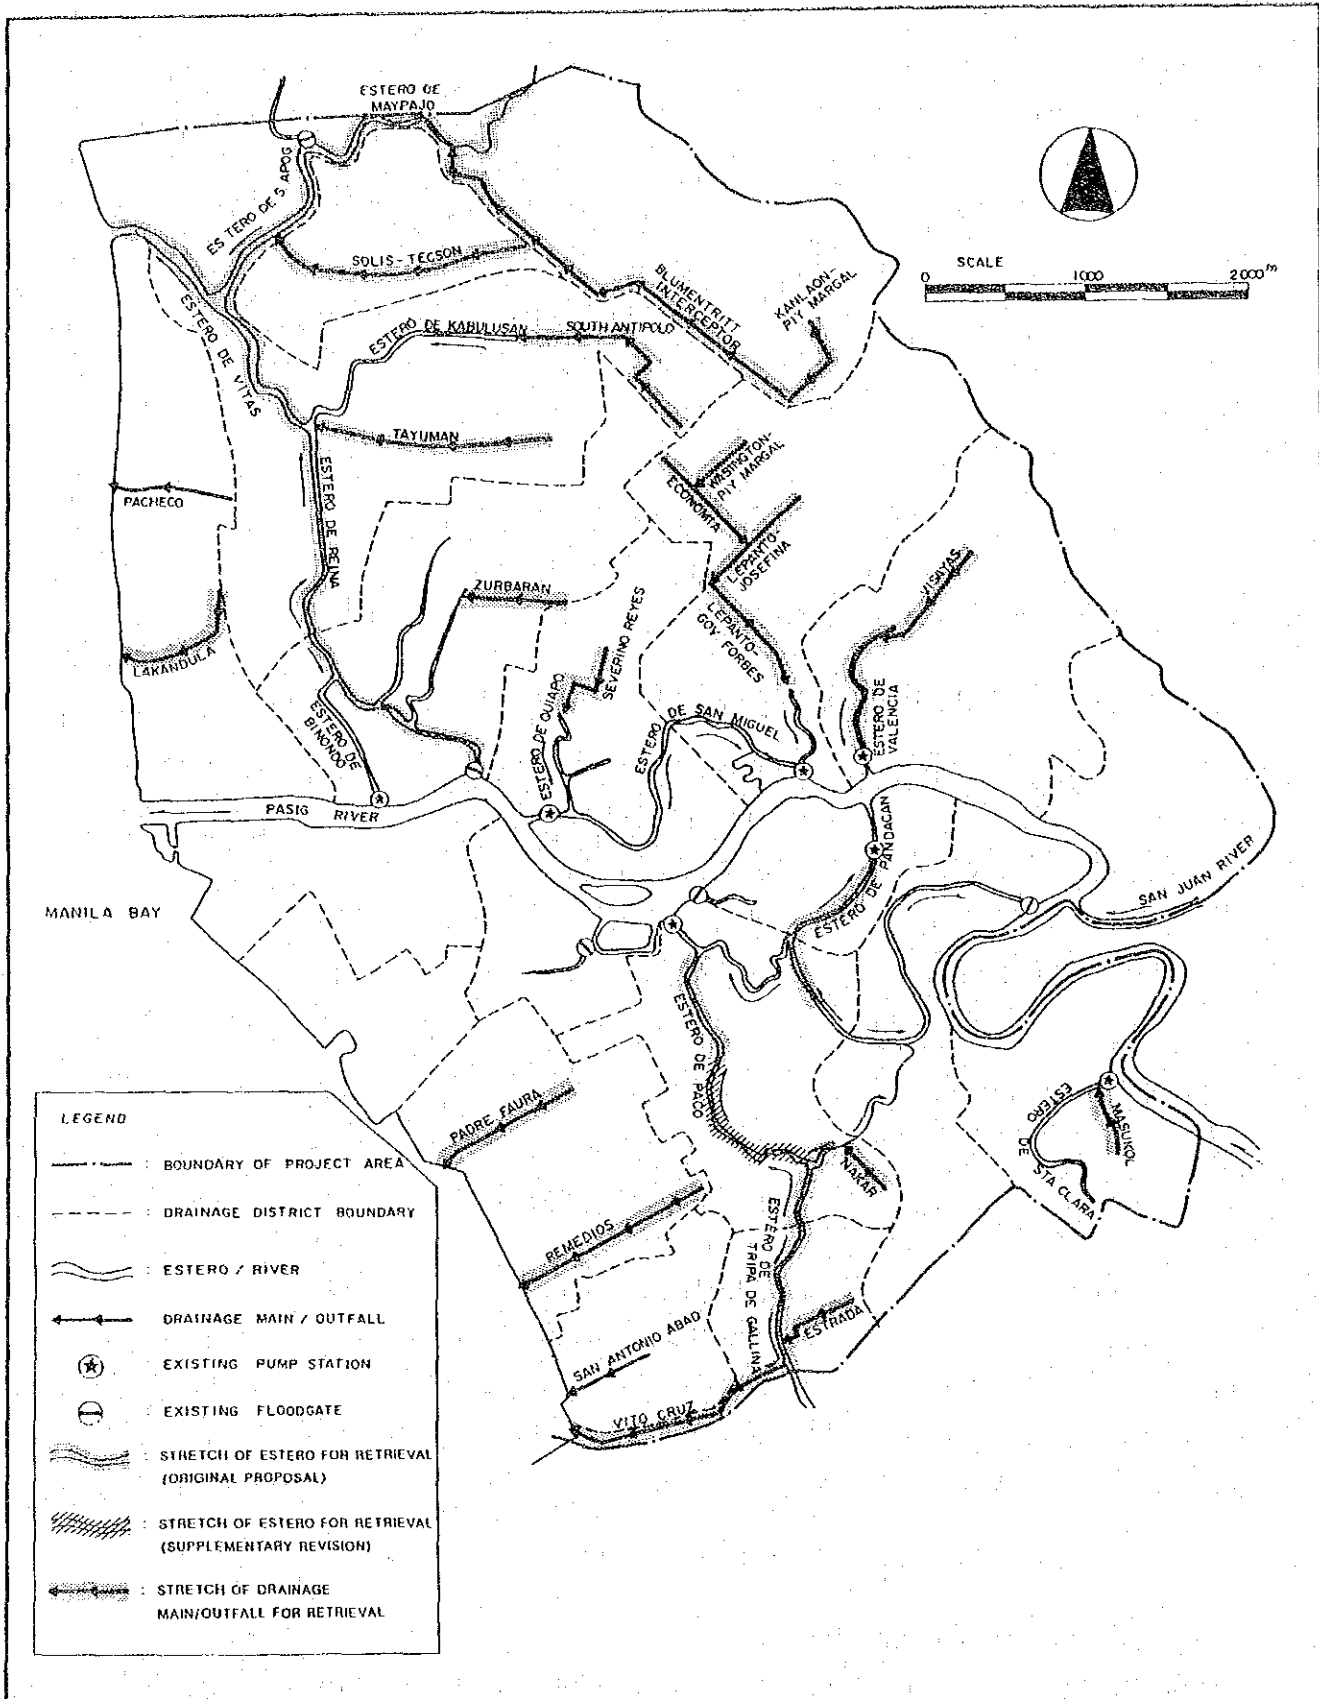 ESTERO DE
MAYPAJO
ESTERO DE S. APOG
SOLIS - TECSON
BLUMENTRITT
INTERCEPTOR
KANLAON-
PIY MARGAL
SCALE
0 1000 2000 m
ESTERO DE VITAS
ESTERO DE KABULUSAN
SOUTH ANTIPOLO
TAYUMAN
PACHECO
ESTERO DE REINA
ECONOMIA
WASINGTON-
PIY MARGAL
LEPANTO-
JOSEFINA
LEPANTO-
GOV FORBES
VISAYAS
ZURBARAN
SEVERINO REYES
LAKANDULA
ESTERO DE
BINONDO
ESTERO DE QUIAPO
ESTERO DE SAN MIGUEL
ESTERO DE
VALENCIA
PASIG RIVER
ESTERO DE PANDACAN
SAN JUAN RIVER
MANILA BAY
ESTERO DE PACO
ESTERO DE STA CLARA
MASUKOL
PADRE FAURA
NAKAR
REMEDIOS
ESTERO DE
TRIPA DE GALLINA
ESTRADA
SAN ANTONIO ABAD
VITO CRUZ
LEGEND
: BOUNDARY OF PROJECT AREA
: DRAINAGE DISTRICT BOUNDARY
: ESTERO / RIVER
DRAINAGE MAIN / OUTFALL
: EXISTING PUMP STATION
: EXISTING FLOODGATE
: STRETCH OF ESTERO FOR RETRIEVAL
(ORIGINAL PROPOSAL)
: STRETCH OF ESTERO FOR RETRIEVAL
(SUPPLEMENTARY REVISION)
: STRETCH OF DRAINAGE
MAIN/OUTFALL FOR RETRIEVAL